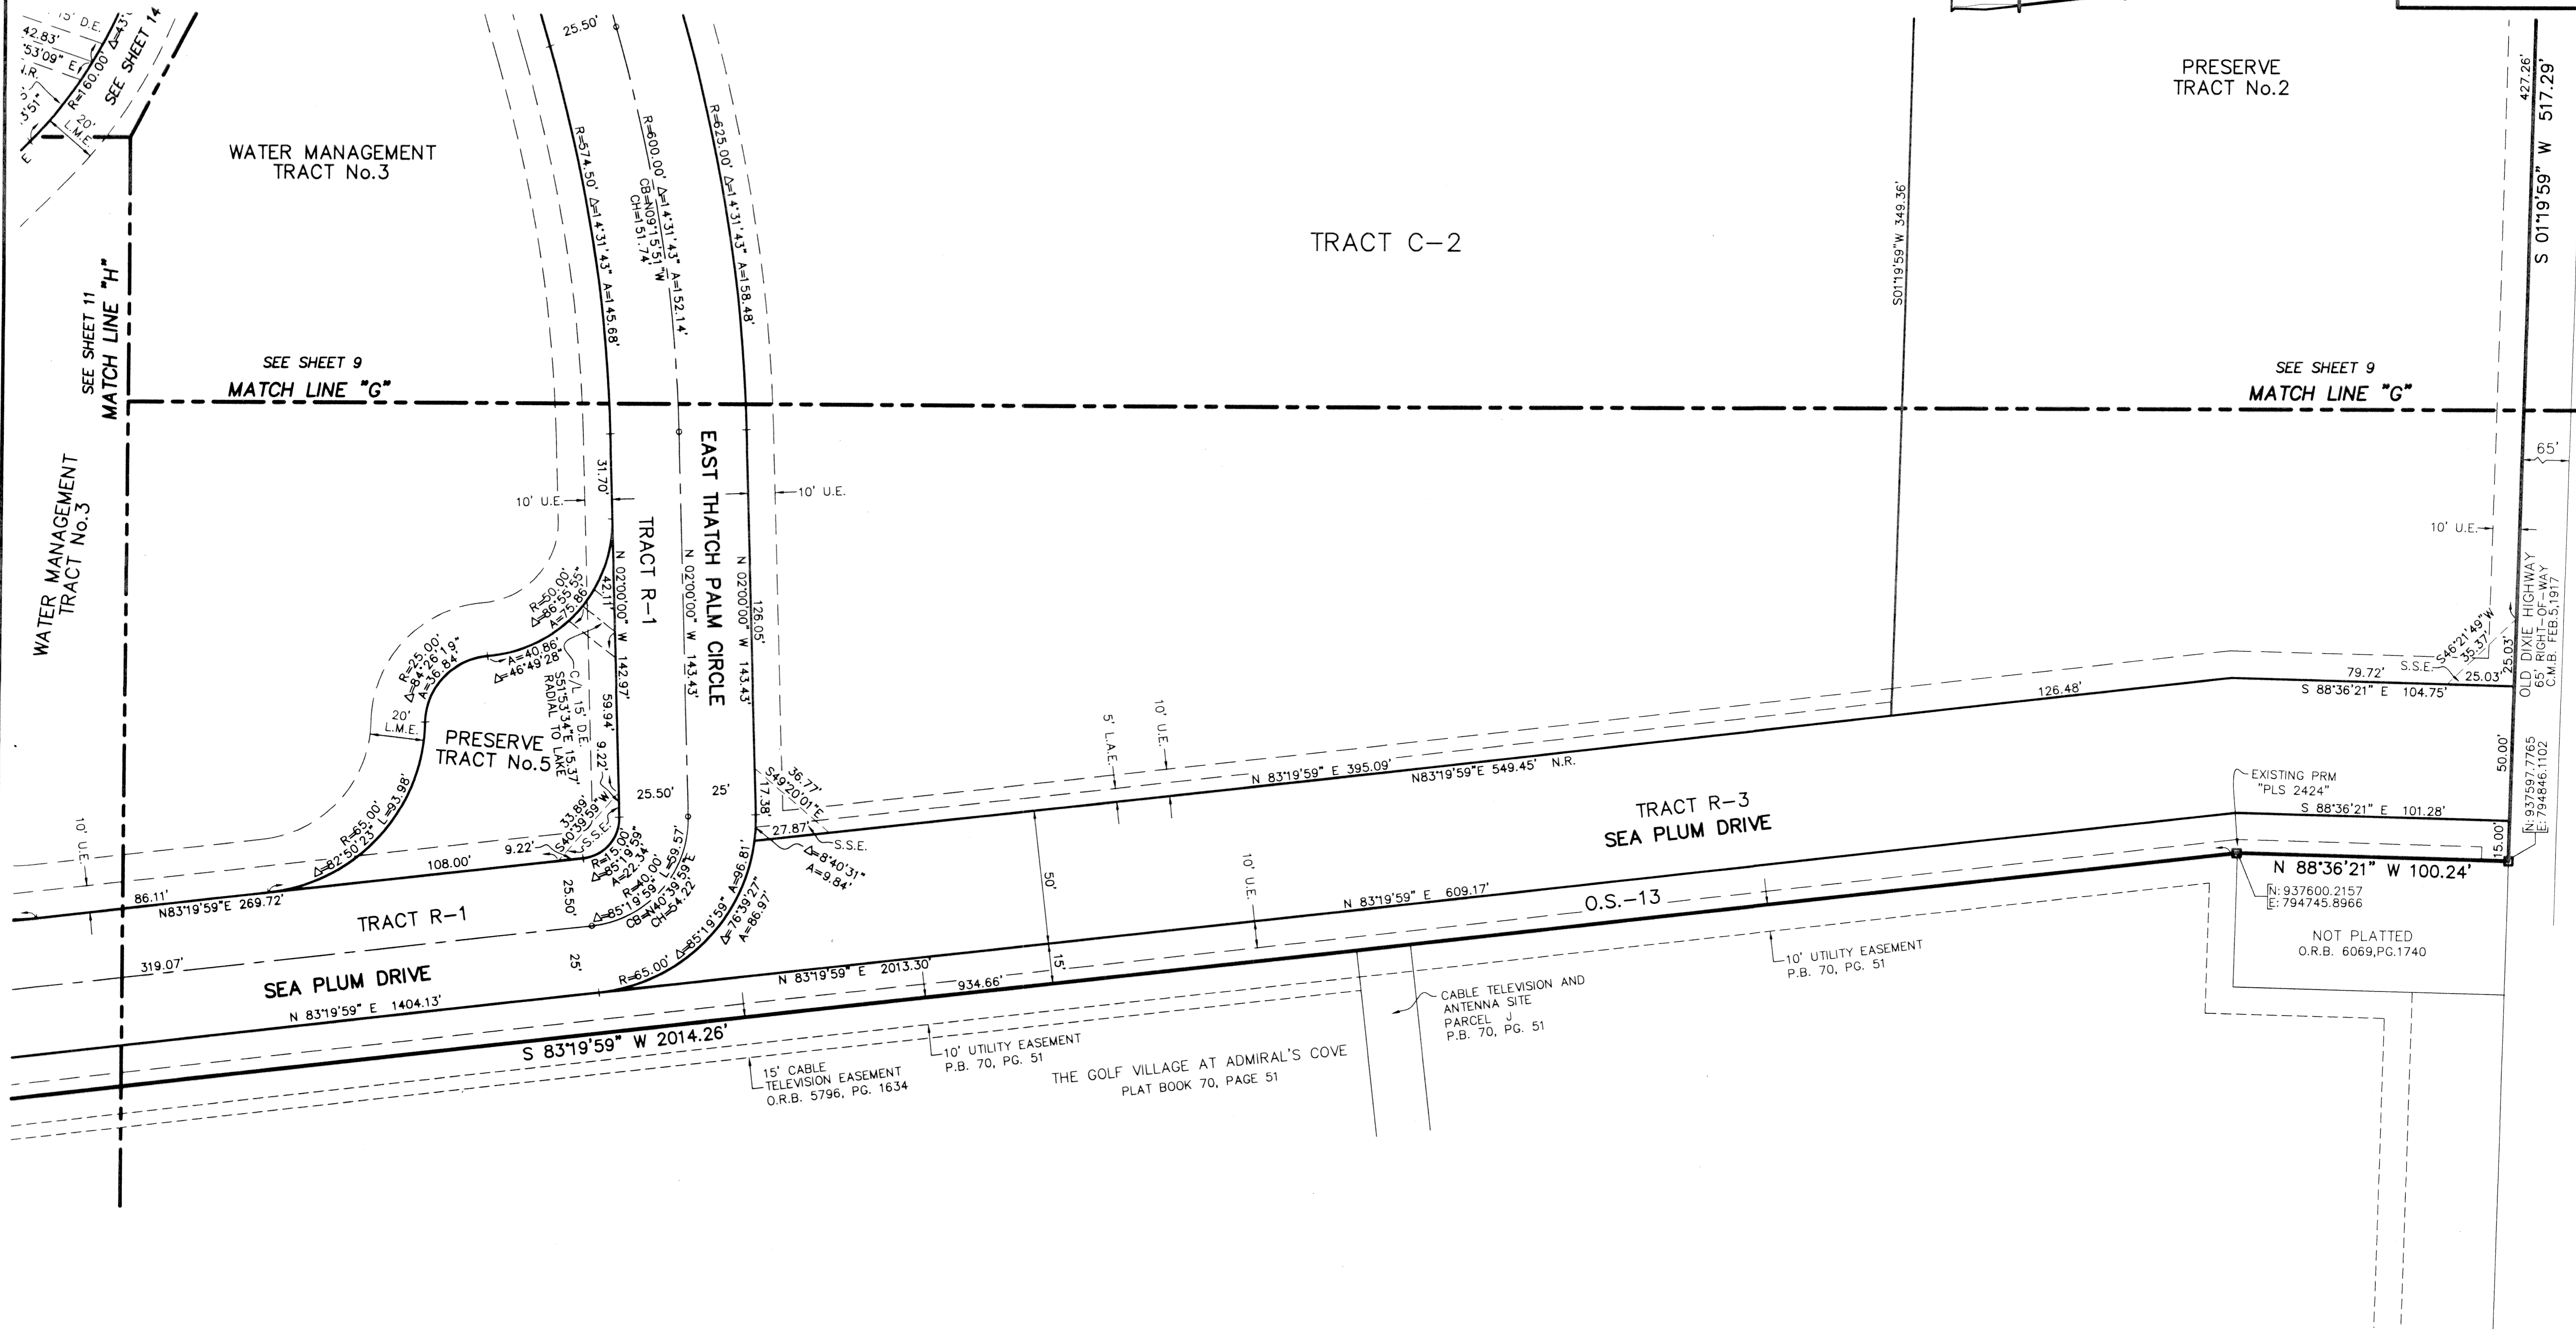 15' D.E.
42.83'
53'09" E
N.R.
3'51"
R=160.00'
SEE SHEET 14
20'
L.M.E.
E
WATER MANAGEMENT
TRACT No.3
25.50'
R=574.50' Δ=14°31'43" A=145.68'
R=600.00' Δ=14°31'43" A=152.14'
CB=N09°15'51"W
CH=151.74'
R=625.00' Δ=14°31'43" A=158.48'
TRACT C-2
S01°19'59"W 349.36'
PRESERVE
TRACT No.2
427.26'
S 01°19'59" W 517.29'
SEE SHEET 11
MATCH LINE "H"
SEE SHEET 9
MATCH LINE "G"
SEE SHEET 9
MATCH LINE "G"
65'
WATER MANAGEMENT
TRACT No.3
31.70'
10' U.E.
EAST THATCH PALM CIRCLE
TRACT R-1
10' U.E.
10' U.E.
N 02°00'00" W 142.97'
42.11'
N 02°00'00" W 143.43'
N 02°00'00" W 143.43'
126.05'
R=50.00'
Δ=86°55'55"
A=75.86'
A=40.86'
Δ=46°49'28"
C/L 15' D.E.
S51°53'34"E 15.37'
RADIAL TO LAKE
59.94'
9.22'
R=25.00'
Δ=84°26'19"
A=36.84'
20'
L.M.E.
PRESERVE
TRACT No.5
25.50'
25'
17.38'
36.77'
S49°20'01"E
27.87'
S.S.E.
Δ=8°40'31"
A=9.84'
33.89'
S40°39'59"W
S.S.E.
9.22'
R=65.00'
Δ=82°50'23" L=93.98'
R=15.00'
Δ=85°19'59"
A=22.34'
R=40.00'
Δ=85°19'59" L=59.57'
CB=N40°39'59"E
CH=54.22'
R=65.00' Δ=85°19'59" A=96.81'
Δ=76°39'27"
A=86.97'
10' U.E.
86.11'
108.00'
N83°19'59"E 269.72'
TRACT R-1
25.50'
25'
319.07'
SEA PLUM DRIVE
N 83°19'59" E 1404.13'
5' L.A.E.
10' U.E.
N 83°19'59" E 395.09'
N83°19'59"E 549.45' N.R.
126.48'
79.72'
25.03'
S 88°36'21" E 104.75'
S.S.E.
S46°21'49"W
35.37'
25.03'
OLD DIXIE HIGHWAY
65' RIGHT-OF-WAY
C.M.B. FEB.5,1917
50.00'
N: 937597.7765
E: 794846.1102
15.00'
TRACT R-3
SEA PLUM DRIVE
EXISTING PRM
"PLS 2424"
S 88°36'21" E 101.28'
N 88°36'21" W 100.24'
N: 937600.2157
E: 794745.8966
NOT PLATTED
O.R.B. 6069,PG.1740
50'
15'
10' U.E.
N 83°19'59" E 609.17'
O.S.-13
N 83°19'59" E 2013.30'
934.66'
S 83°19'59" W 2014.26'
10' UTILITY EASEMENT
P.B. 70, PG. 51
CABLE TELEVISION AND
ANTENNA SITE
PARCEL J
P.B. 70, PG. 51
10' UTILITY EASEMENT
P.B. 70, PG. 51
15' CABLE
TELEVISION EASEMENT
O.R.B. 5796, PG. 1634
THE GOLF VILLAGE AT ADMIRAL'S COVE
PLAT BOOK 70, PAGE 51